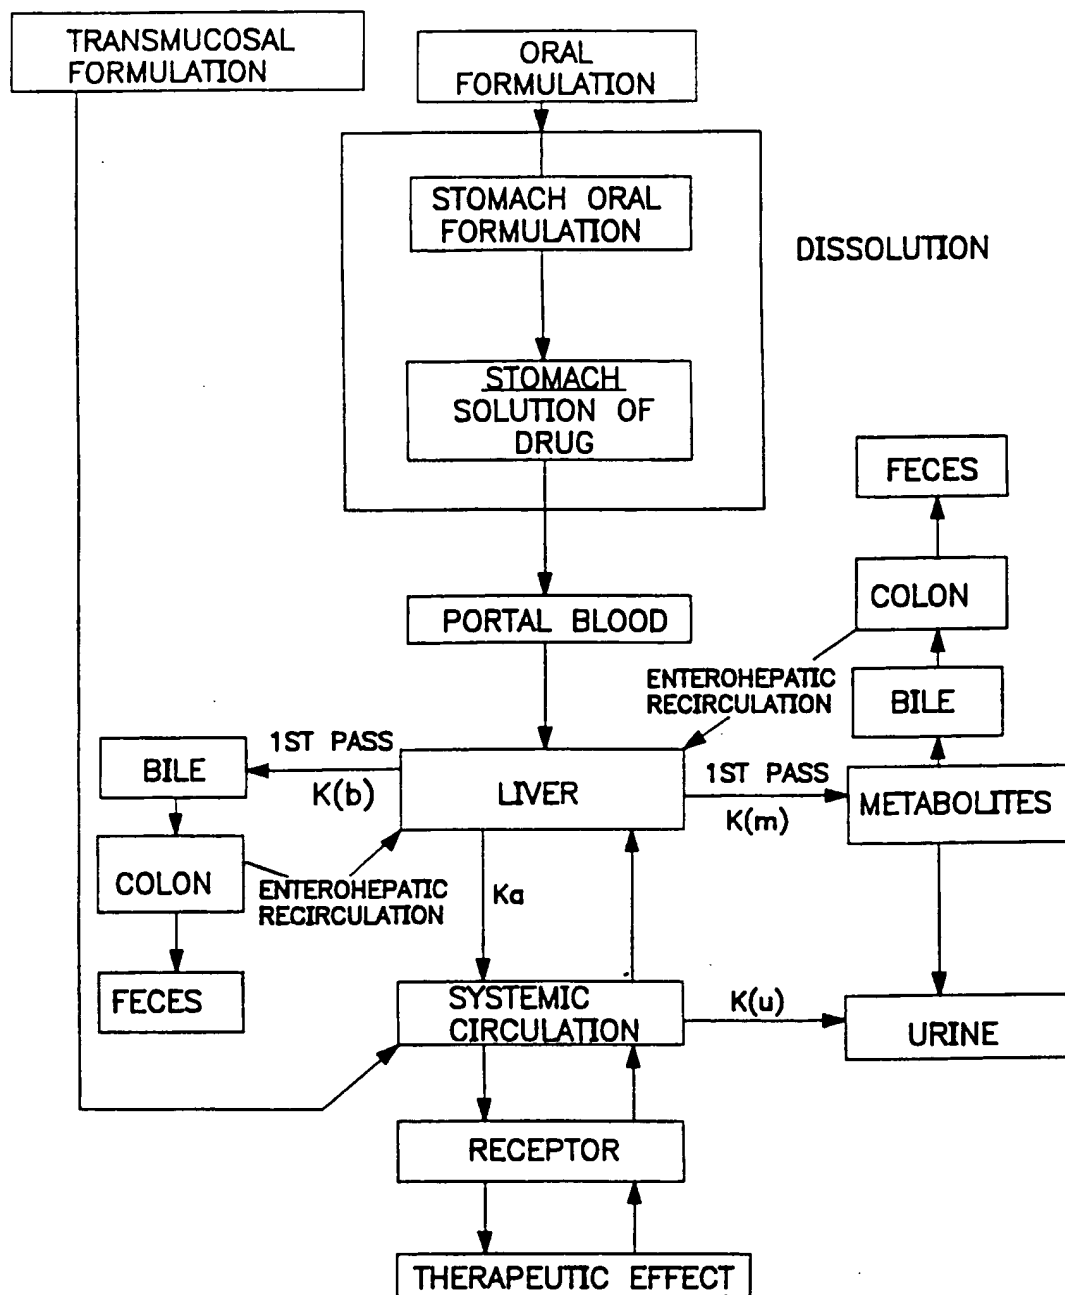 TRANSMUCOSAL
FORMULATION
ORAL
FORMULATION
STOMACH ORAL
FORMULATION
DISSOLUTION
STOMACH
SOLUTION OF
DRUG
FECES
COLON
PORTAL BLOOD
ENTEROHEPATIC
RECIRCULATION
BILE
1ST PASS
BILE
K(b)
LIVER
1ST PASS
K(m)
METABOLITES
COLON
ENTEROHEPATIC
RECIRCULATION
Ka
FECES
SYSTEMIC
CIRCULATION
K(u)
URINE
RECEPTOR
THERAPEUTIC EFFECT